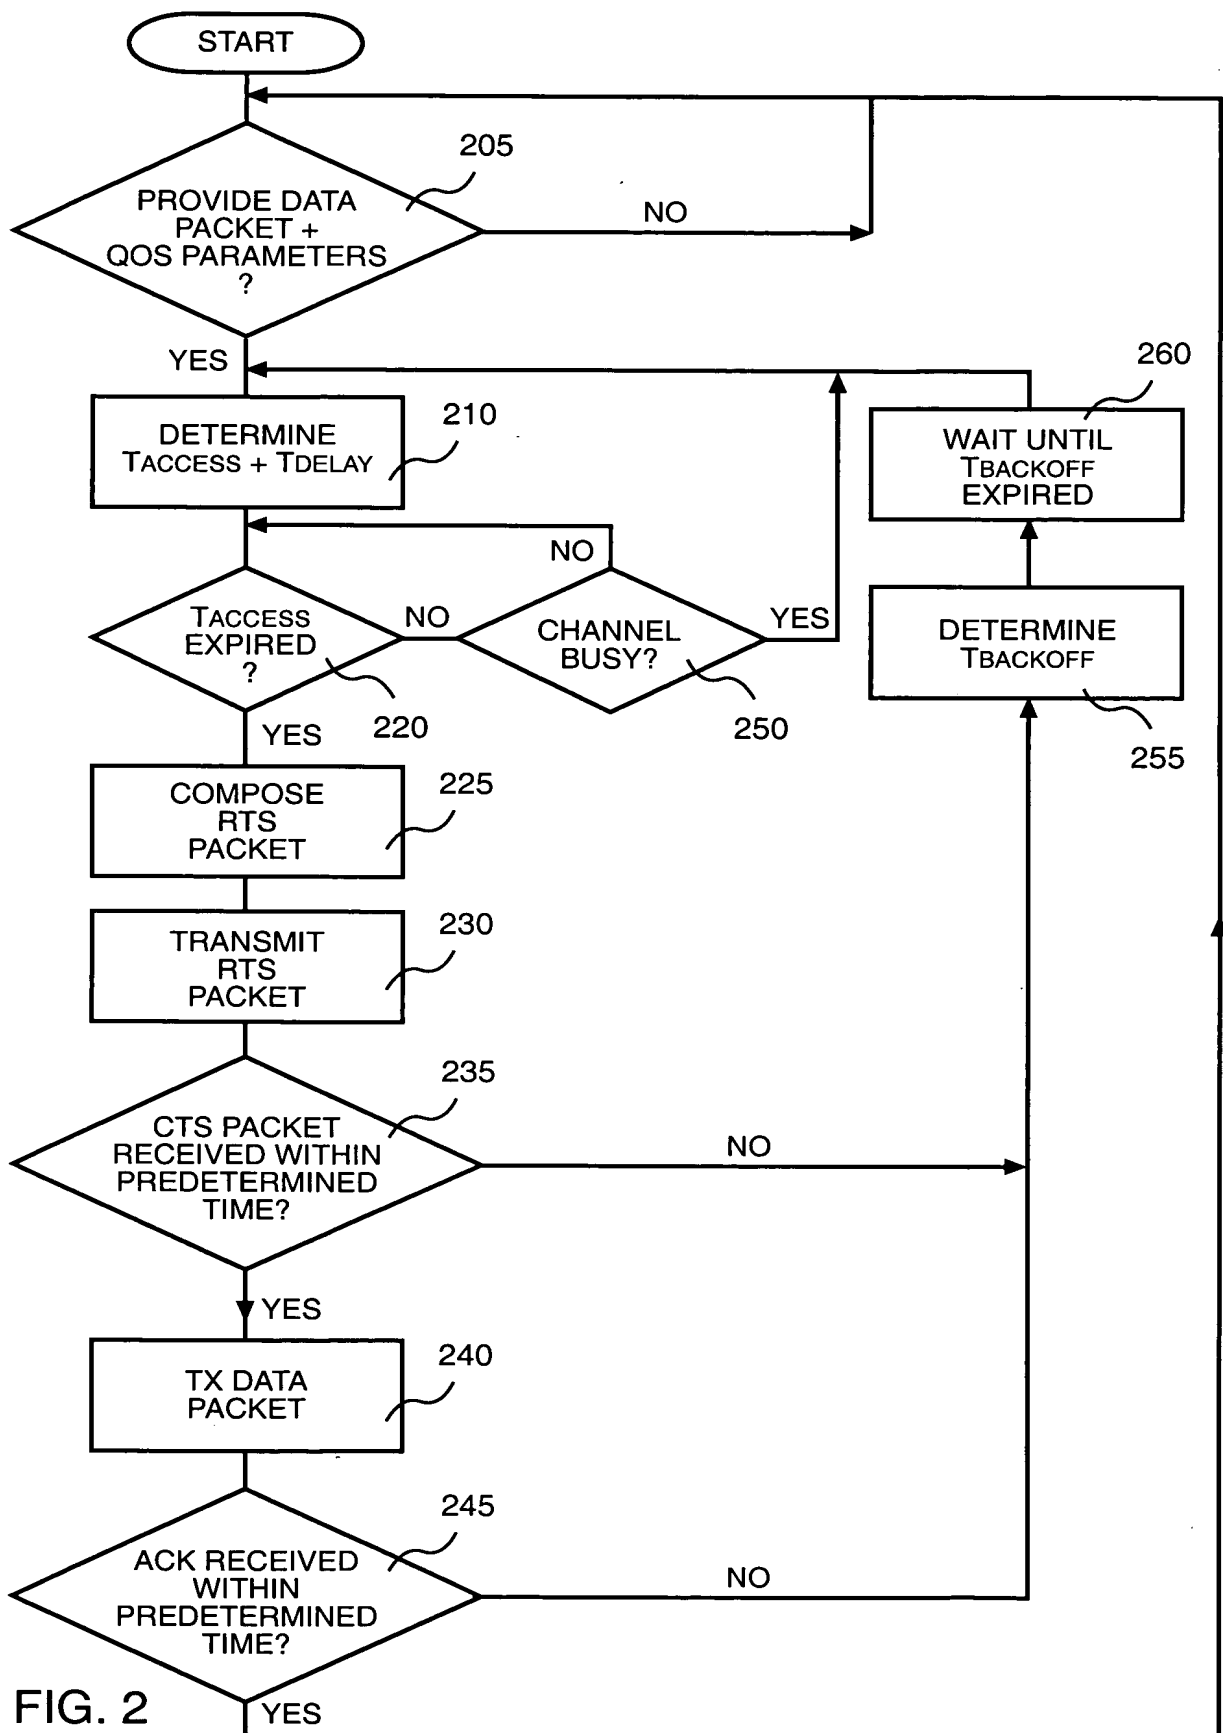 START
205
PROVIDE DATA
PACKET +
QOS PARAMETERS
?
NO
YES
260
210
DETERMINE
TACCESS + TDELAY
WAIT UNTIL
TBACKOFF
EXPIRED
NO
TACCESS
EXPIRED
?
NO
CHANNEL
BUSY?
YES
DETERMINE
TBACKOFF
220
250
255
YES
225
COMPOSE
RTS
PACKET
230
TRANSMIT
RTS
PACKET
235
CTS PACKET
RECEIVED WITHIN
PREDETERMINED
TIME?
NO
YES
240
TX DATA
PACKET
245
ACK RECEIVED
WITHIN
PREDETERMINED
TIME?
NO
FIG. 2
YES